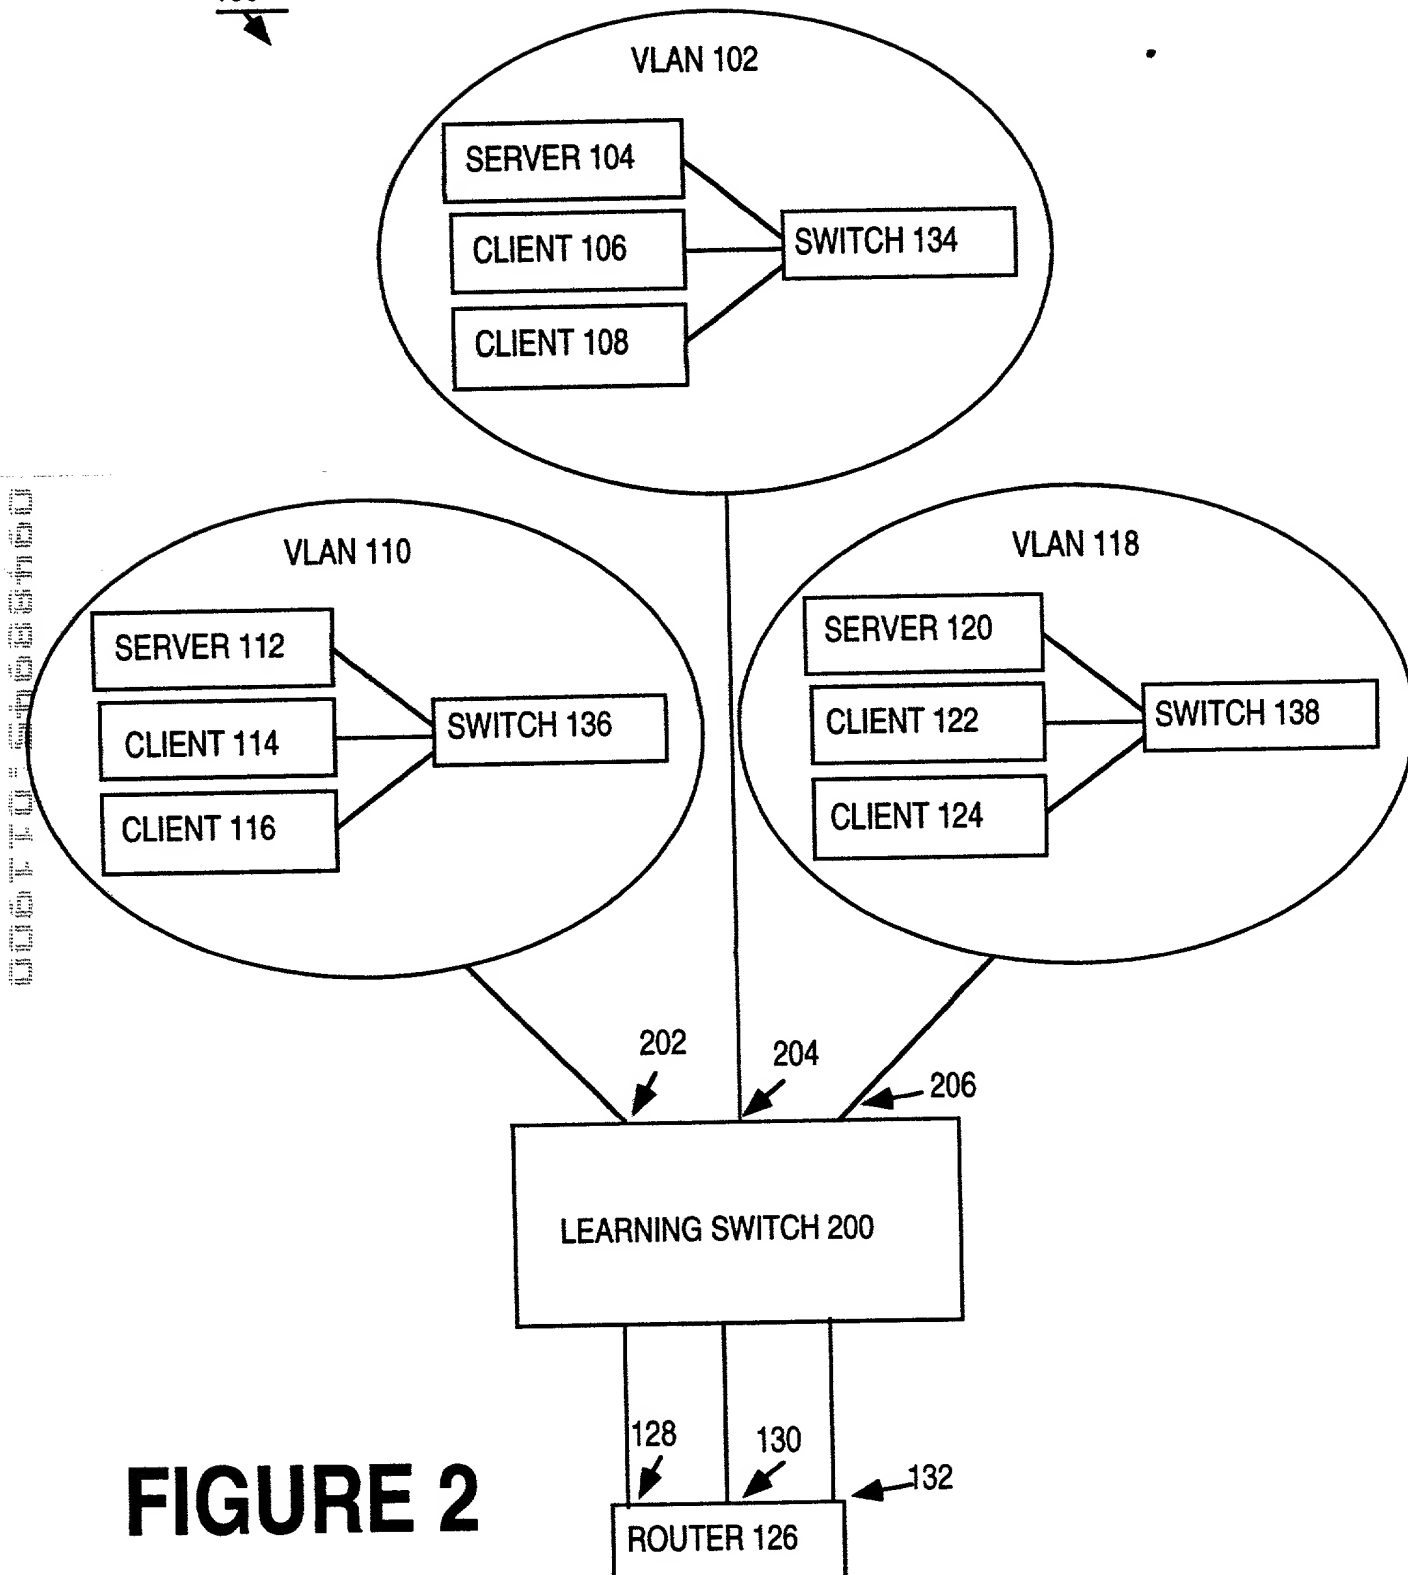 VLAN 102
SERVER 104
CLIENT 106
CLIENT 108
SWITCH 134
VLAN 110
SERVER 112
CLIENT 114
CLIENT 116
SWITCH 136
VLAN 118
SERVER 120
CLIENT 122
CLIENT 124
SWITCH 138
202
204
206
LEARNING SWITCH 200
128
130
132
ROUTER 126
FIGURE 2